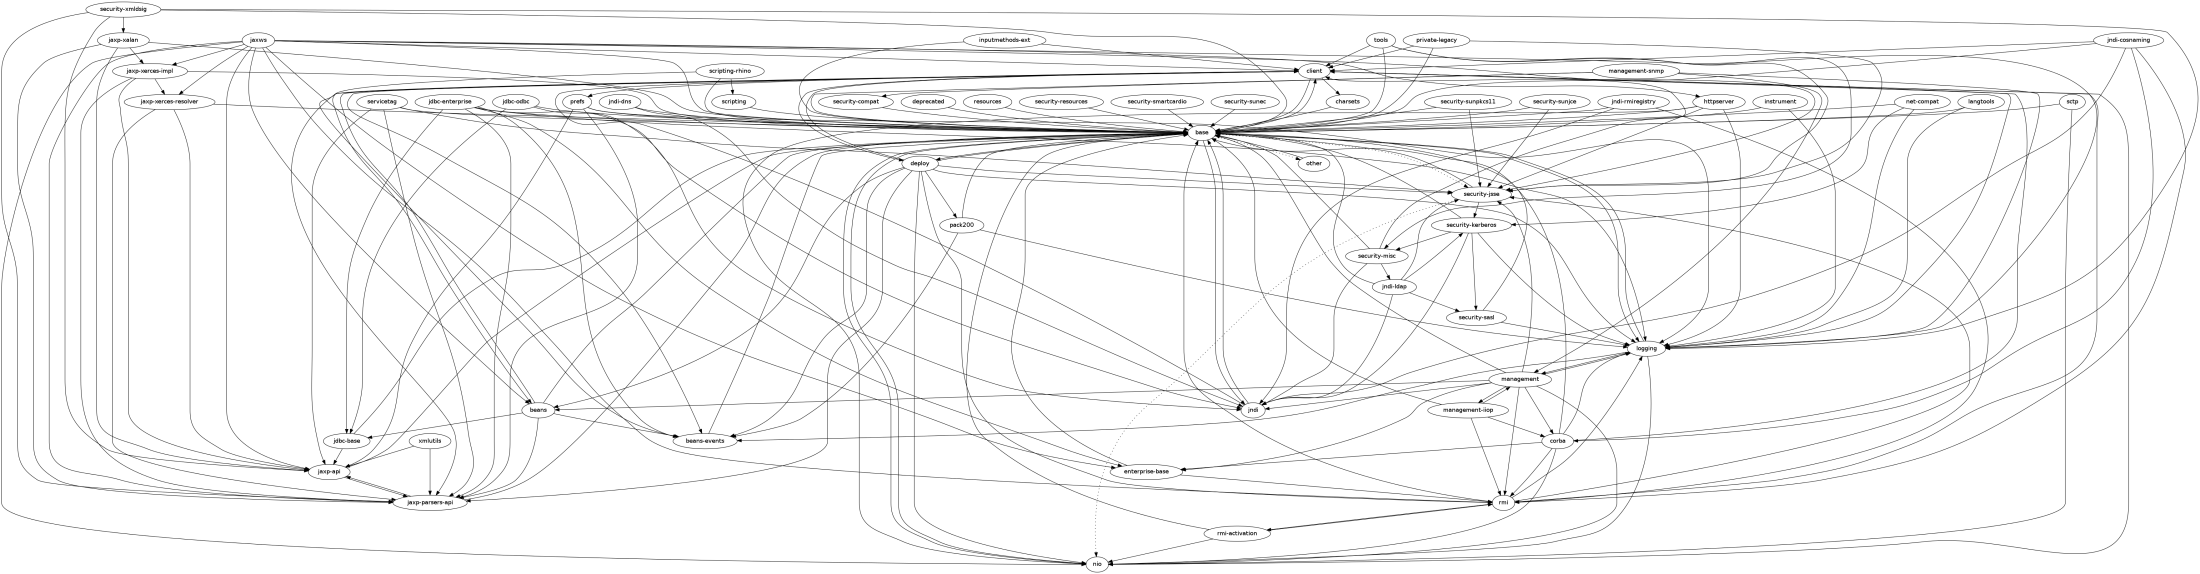 security-xmldsig
jaxp-xalan
jaxws
inputmethods-ext
tools
private-legacy
jndi-cosnaming
jaxp-xerces-impl
scripting-rhino
client
management-snmp
jaxp-xerces-resolver
servicetag
jdbc-enterprise
jdbc-odbc
prefs
jndi-dns
scripting
security-compat
deprecated
resources
security-resources
security-smartcardio
security-sunec
charsets
security-sunpkcs11
security-sunjce
jndi-rmiregistry
httpserver
instrument
net-compat
langtools
sctp
base
deploy
other
security-jsse
pack200
security-kerberos
security-misc
jndi-ldap
security-sasl
logging
management
beans
jndi
management-iiop
jdbc-base
xmlutils
beans-events
corba
jaxp-api
enterprise-base
jaxp-parsers-api
rmi
rmi-activation
nio